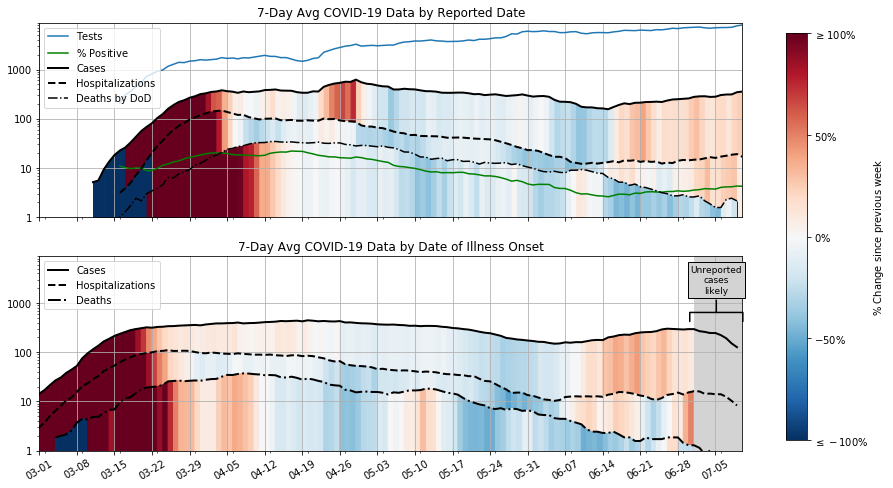 7-Day Avg COVID-19 Data by Reported Date
Tests
% Positive
Cases
Hospitalizations
Deaths by DoD
1000
100
10
1
≥ 100%
50%
0%
−50%
≤ − 100%
% Change since previous week
7-Day Avg COVID-19 Data by Date of Illness Onset
Cases
Hospitalizations
Deaths
Unreported
cases
likely
1000
100
10
1
03-01 03-08 03-15 03-22 03-29 04-05 04-12 04-19 04-26 05-03 05-10 05-17 05-24 05-31 06-07 06-14 06-21 06-28 07-05